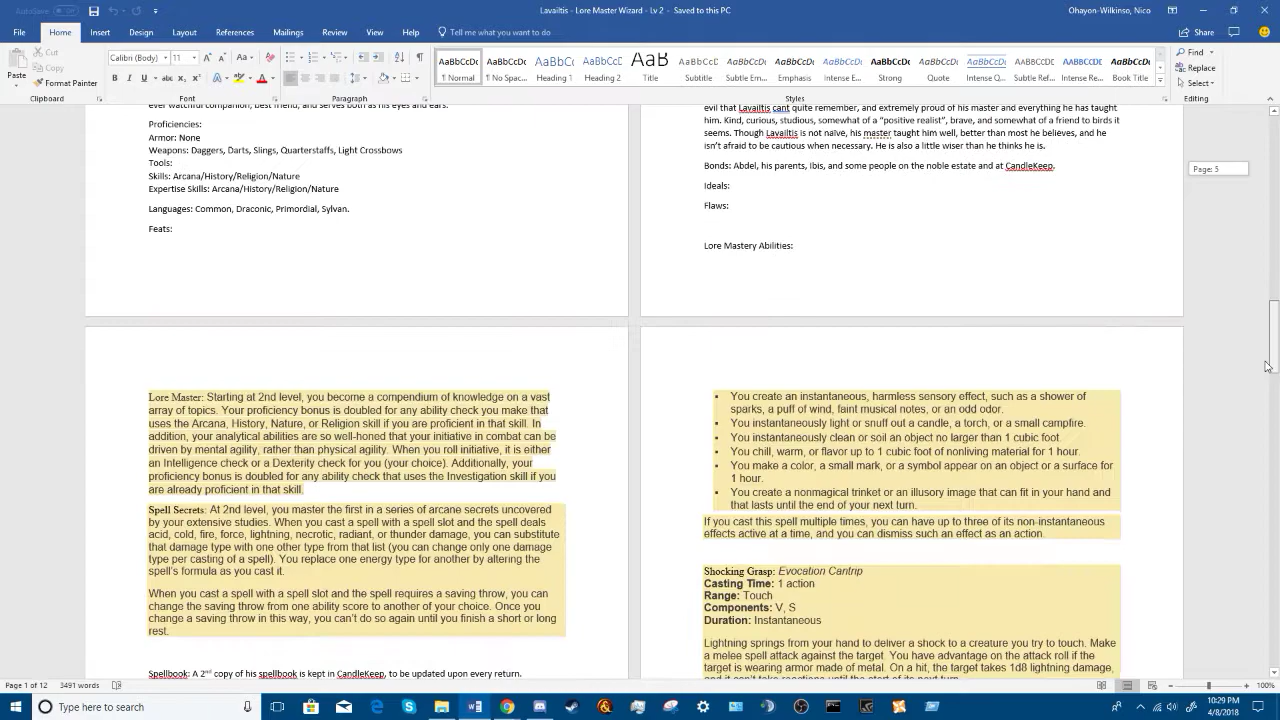 AutoSave
Off
Lavailtis - Lore Master Wizard - Lv 2 - Saved to this PC
Ohayon-Wilkinso, Nico
File Home Insert Design Layout References Mailings Review View Help Tell me what you want to do
Share
Paste
Cut
Copy
Format Painter
Clipboard
Calibri (Body) 11
Font
Paragraph
AaBbCcDc AaBbCcDc AaBbCc AaBbCcC AaB AaBbCcD AaBbCcDc AaBbCcDc AaBbCcDc AaBbCcDc AaBbCcDc AaBbCcDc AaBbCcDc AaBbCcDc AaBbCcDc
¶ Normal ¶ No Spac... Heading 1 Heading 2 Title Subtitle Subtle Em... Emphasis Intense E... Strong Quote Intense Q... Subtle Ref... Intense Re... Book Title
Styles
Find
Replace
Select
Editing
ever watchful companion, best friend, and serves both as his eyes and ears.
Proficiencies:
Armor: None
Weapons: Daggers, Darts, Slings, Quarterstaffs, Light Crossbows
Tools:
Skills: Arcana/History/Religion/Nature
Expertise Skills: Arcana/History/Religion/Nature
Languages: Common, Draconic, Primordial, Sylvan.
Feats:
evil that Lavailtis cant quite remember, and extremely proud of his master and everything he has taught
him. Kind, curious, studious, somewhat of a “positive realist”, brave, and somewhat of a friend to birds it
seems. Though Lavailtis is not naïve, his master taught him well, better than most he believes, and he
isn’t afraid to be cautious when necessary. He is also a little wiser than he thinks he is.
Bonds: Abdel, his parents, Ibis, and some people on the noble estate and at CandleKeep.
Ideals:
Flaws:
Lore Mastery Abilities:
Page: 5
Lore Master: Starting at 2nd level, you become a compendium of knowledge on a vast
array of topics. Your proficiency bonus is doubled for any ability check you make that
uses the Arcana, History, Nature, or Religion skill if you are proficient in that skill. In
addition, your analytical abilities are so well-honed that your initiative in combat can be
driven by mental agility, rather than physical agility. When you roll initiative, it is either
an Intelligence check or a Dexterity check for you (your choice). Additionally, your
proficiency bonus is doubled for any ability check that uses the Investigation skill if you
are already proficient in that skill.
Spell Secrets: At 2nd level, you master the first in a series of arcane secrets uncovered
by your extensive studies. When you cast a spell with a spell slot and the spell deals
acid, cold, fire, force, lightning, necrotic, radiant, or thunder damage, you can substitute
that damage type with one other type from that list (you can change only one damage
type per casting of a spell). You replace one energy type for another by altering the
spell’s formula as you cast it.
When you cast a spell with a spell slot and the spell requires a saving throw, you can
change the saving throw from one ability score to another of your choice. Once you
change a saving throw in this way, you can’t do so again until you finish a short or long
rest.
Spellbook: A 2nd copy of his spellbook is kept in CandleKeep, to be updated upon every return.
• You create an instantaneous, harmless sensory effect, such as a shower of
sparks, a puff of wind, faint musical notes, or an odd odor.
• You instantaneously light or snuff out a candle, a torch, or a small campfire.
• You instantaneously clean or soil an object no larger than 1 cubic foot.
• You chill, warm, or flavor up to 1 cubic foot of nonliving material for 1 hour.
• You make a color, a small mark, or a symbol appear on an object or a surface for
1 hour.
• You create a nonmagical trinket or an illusory image that can fit in your hand and
that lasts until the end of your next turn.
If you cast this spell multiple times, you can have up to three of its non-instantaneous
effects active at a time, and you can dismiss such an effect as an action.
Shocking Grasp: Evocation Cantrip
Casting Time: 1 action
Range: Touch
Components: V, S
Duration: Instantaneous
Lightning springs from your hand to deliver a shock to a creature you try to touch. Make
a melee spell attack against the target. You have advantage on the attack roll if the
target is wearing armor made of metal. On a hit, the target takes 1d8 lightning damage,
and it can't take reactions until the start of its next turn.
Page 1 of 12 3491 words
100%
Type here to search
10:29 PM
4/8/2018